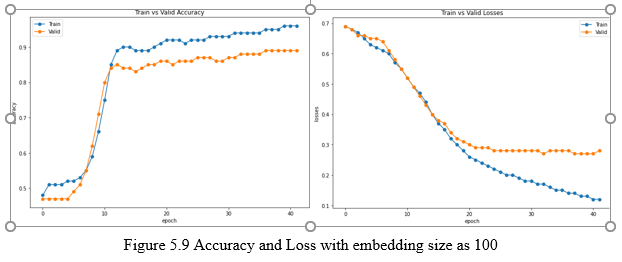 Train vs Valid Accuracy
Train
Valid
0.9
0.8
0.7
0.6
0.5
0 10 20 30 40
epoch
Train vs Valid Losses
Train
Valid
0.7
0.6
0.5
0.4
0.3
0.2
0.1
losses
0 10 20 30 40
epoch
Figure 5.9 Accuracy and Loss with embedding size as 100